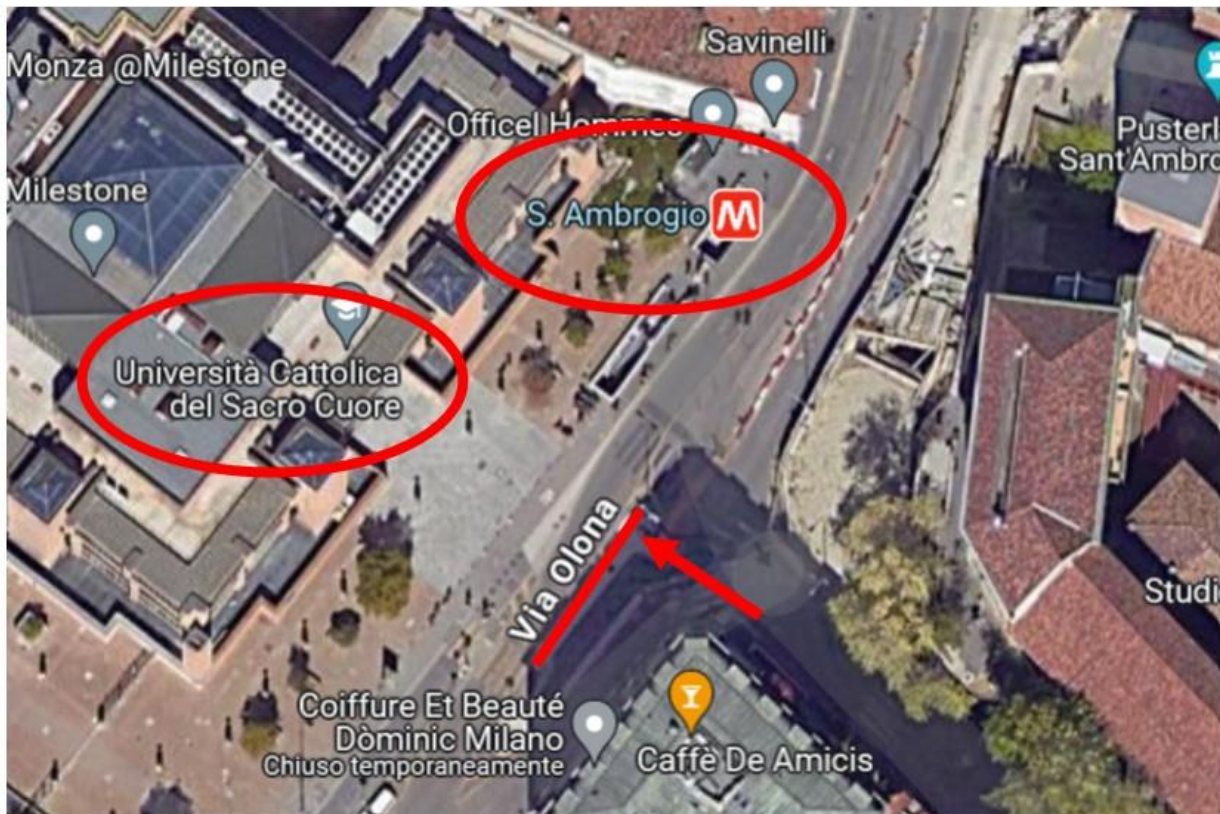 Savinelli
Monza @Milestone
Officel Hommes
Pusterl
Sant'Ambro
Milestone
S. Ambrogio M
Università Cattolica
del Sacro Cuore
Via Olona
Studi
Coiffure Et Beauté
Dòminic Milano
Chiuso temporaneamente
Caffè De Amicis